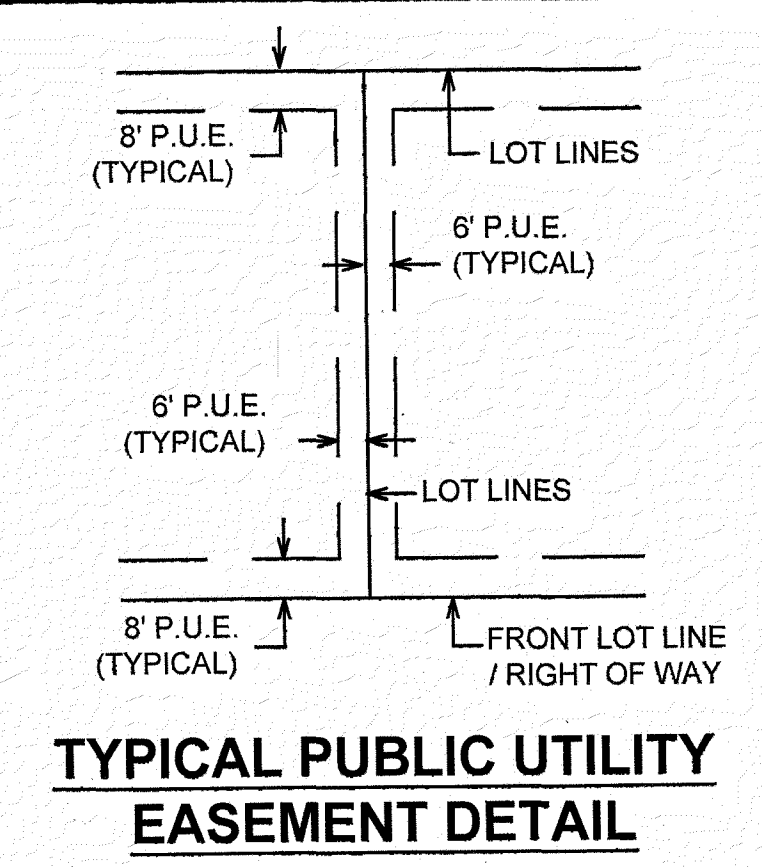 8' P.U.E.
(TYPICAL)
LOT LINES
6' P.U.E.
(TYPICAL)
6' P.U.E.
(TYPICAL)
LOT LINES
8' P.U.E.
(TYPICAL)
FRONT LOT LINE
/ RIGHT OF WAY
TYPICAL PUBLIC UTILITY
EASEMENT DETAIL